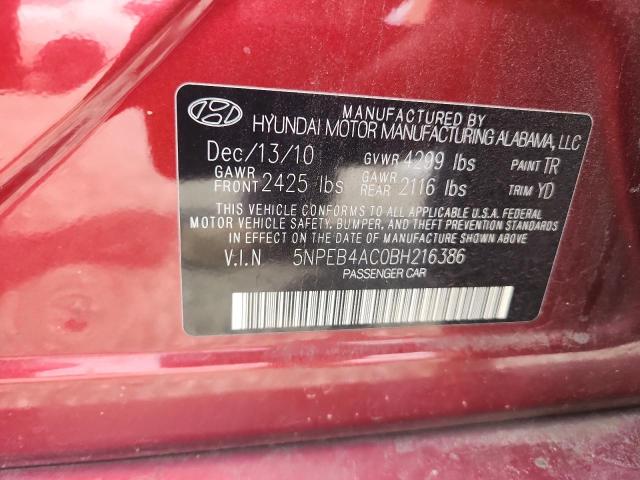 MANUFACTURED BY
HYUNDAI MOTOR MANUFACTURING ALABAMA, LLC
Dec/13/10 GVWR 4299 lbs PAINT TR
GAWR FRONT 2425 lbs GAWR REAR 2116 lbs TRIM YD
THIS VEHICLE CONFORMS TO ALL APPLICABLE U.S.A. FEDERAL
MOTOR VEHICLE SAFETY, BUMPER, AND THEFT PREVENTION
STANDARDS IN EFFECT ON THE DATE OF MANUFACTURE SHOWN ABOVE
V.I.N 5NPEB4AC0BH216386
PASSENGER CAR